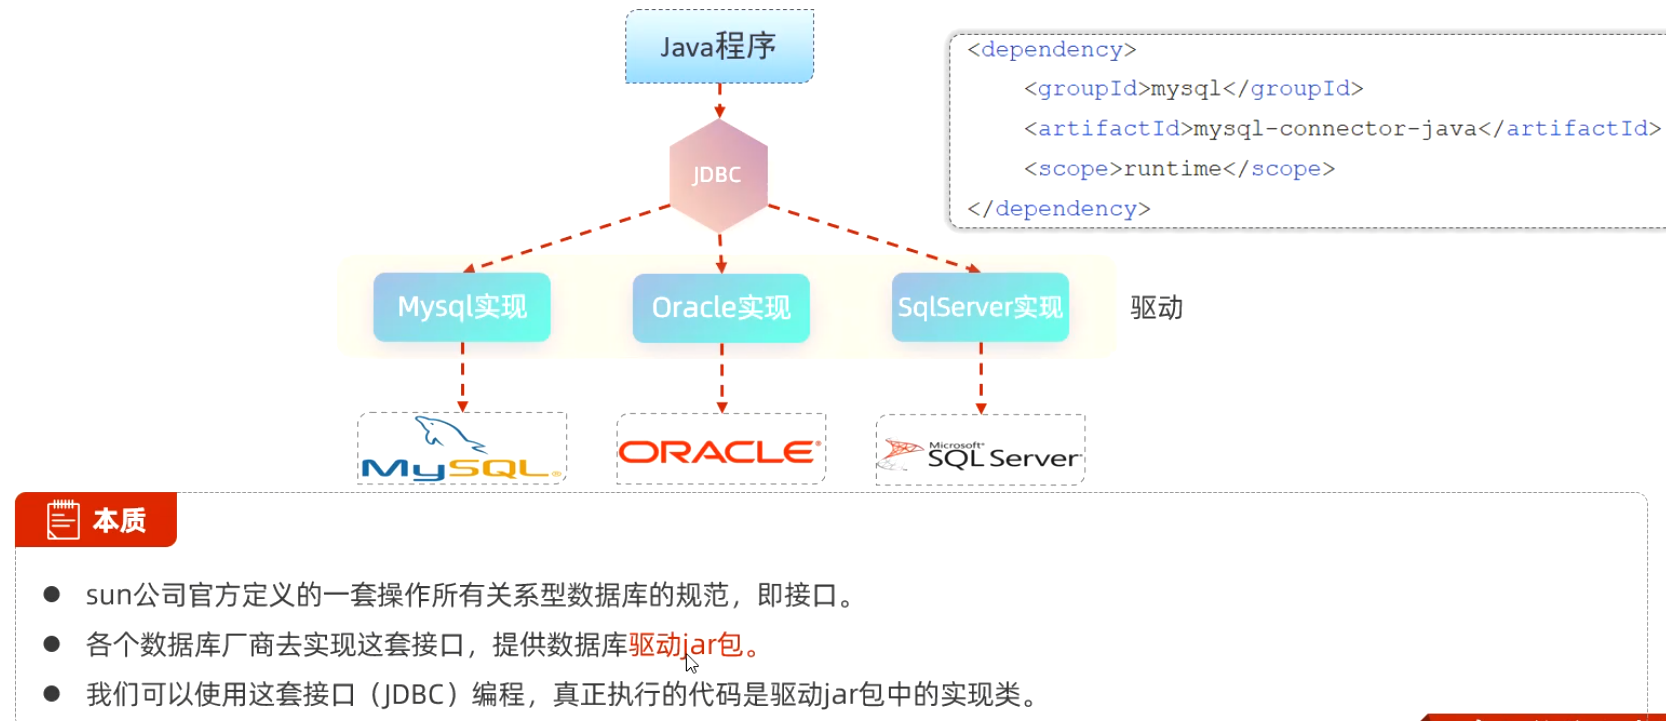 Java程序
<dependency>
<groupId>mysql</groupId>
<artifactId>mysql-connector-java</artifactId>
<scope>runtime</scope>
</dependency>
JDBC
Mysql实现
Oracle实现
SqlServer实现
驱动
MySQL®
ORACLE®
Microsoft®
SQL Server
本质
● sun公司官方定义的一套操作所有关系型数据库的规范，即接口。
● 各个数据库厂商去实现这套接口，提供数据库驱动jar包。
● 我们可以使用这套接口（JDBC）编程，真正执行的代码是驱动jar包中的实现类。